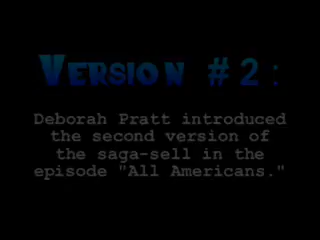 VERSION #2:
Deborah Pratt introduced
the second version of
the saga-sell in the
episode "All Americans."